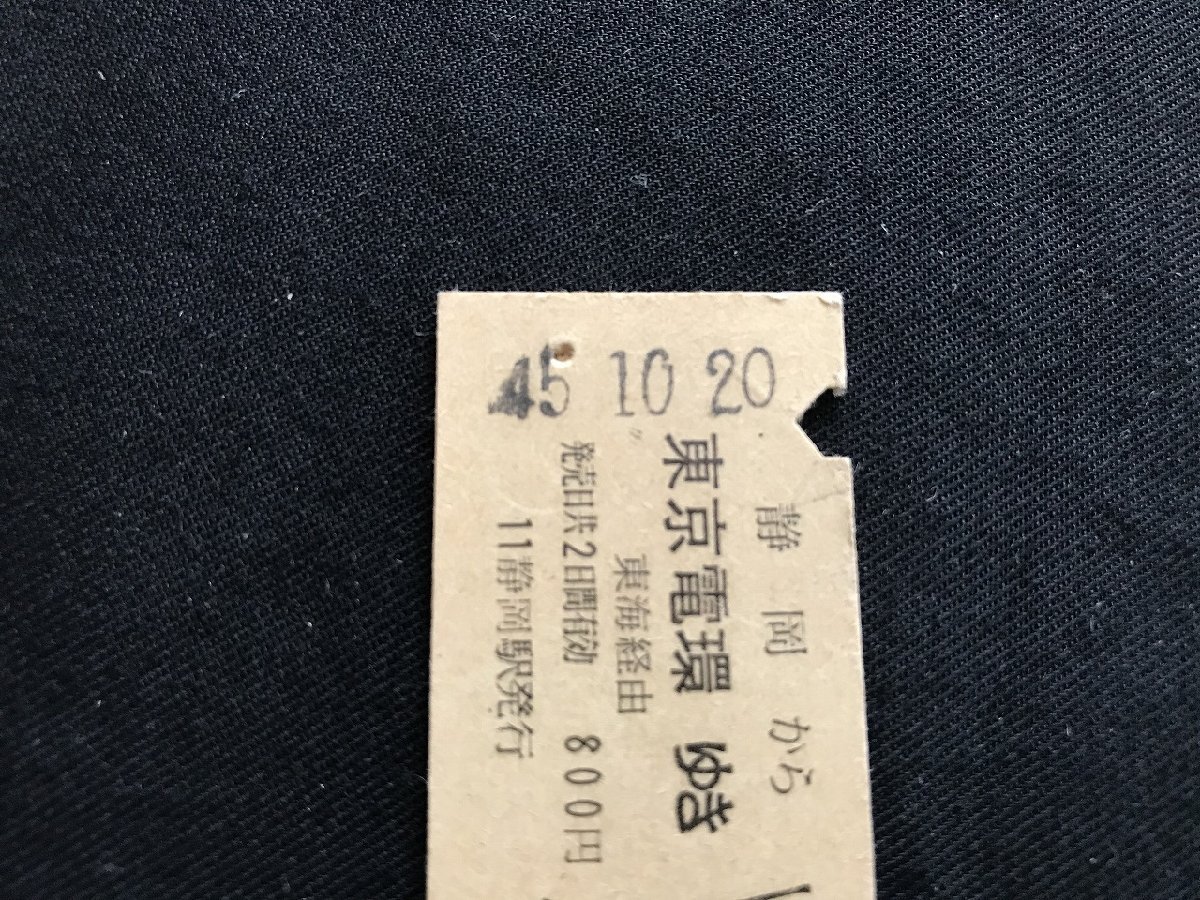 45 10 20
静岡から
東京電環ゆき
東海経由
発売日共2日間有効 800円
11静岡駅発行